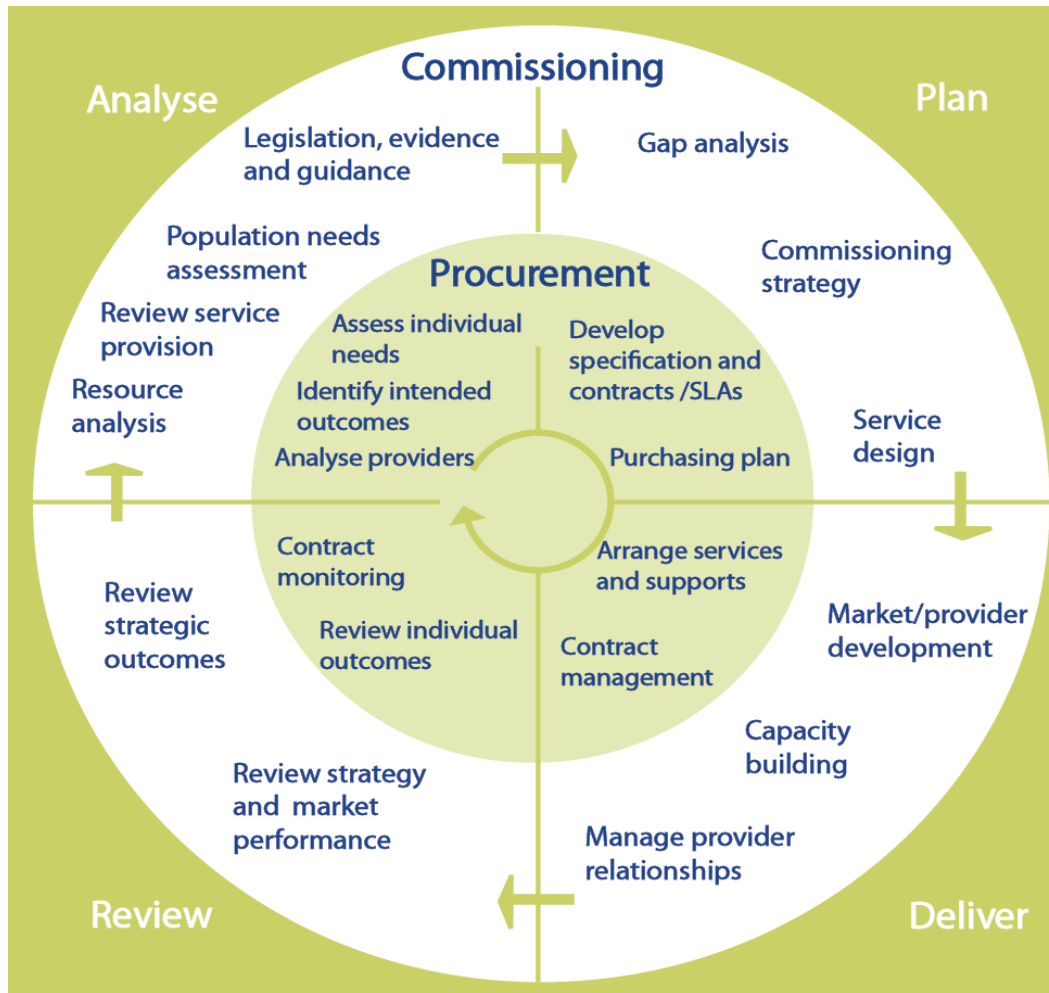 Commissioning
Analyse
Plan
Legislation, evidence
and guidance
Gap analysis
Population needs
assessment
Commissioning
strategy
Review service
provision
Resource
analysis
Service
design
Procurement
Assess individual
needs
Identify intended
outcomes
Analyse providers
Develop
specification and
contracts /SLAs
Purchasing plan
Contract
monitoring
Review individual
outcomes
Arrange services
and supports
Contract
management
Review
strategic
outcomes
Market/provider
development
Capacity
building
Review strategy
and market
performance
Manage provider
relationships
Review
Deliver